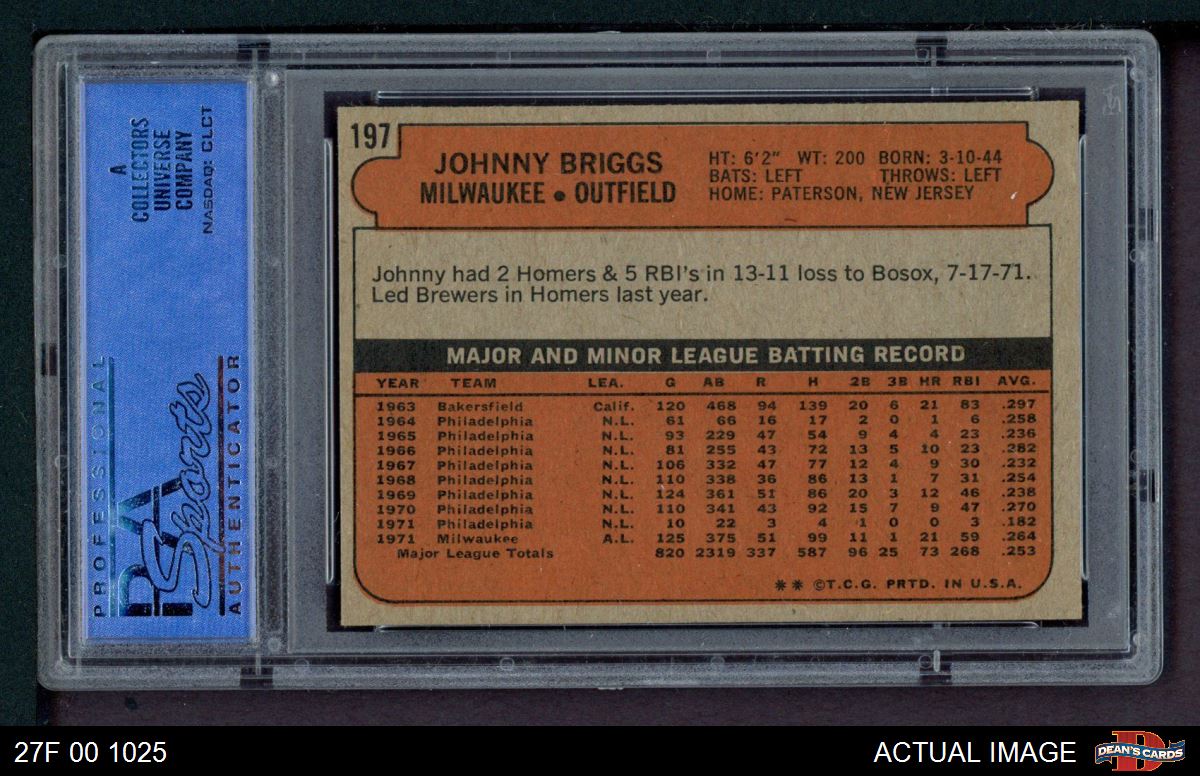 A
COLLECTORS
UNIVERSE
COMPANY
NASDAQ: CLCT
PROFESSIONAL
PSA
Sports
AUTHENTICATOR
197
JOHNNY BRIGGS
MILWAUKEE • OUTFIELD
HT: 6'2" WT: 200 BORN: 3-10-44
BATS: LEFT THROWS: LEFT
HOME: PATERSON, NEW JERSEY
Johnny had 2 Homers & 5 RBI's in 13-11 loss to Bosox, 7-17-71.
Led Brewers in Homers last year.
MAJOR AND MINOR LEAGUE BATTING RECORD
YEAR TEAM LEA. G AB R H 2B 3B HR RBI AVG.
1963 Bakersfield Calif. 120 468 94 139 20 6 21 83 .297
1964 Philadelphia N.L. 61 66 16 17 2 0 1 6 .258
1965 Philadelphia N.L. 93 229 47 54 9 4 4 23 .236
1966 Philadelphia N.L. 81 255 43 72 13 5 10 23 .282
1967 Philadelphia N.L. 106 332 47 77 12 4 9 30 .232
1968 Philadelphia N.L. 110 338 36 86 13 1 7 31 .254
1969 Philadelphia N.L. 124 361 51 86 20 3 12 46 .238
1970 Philadelphia N.L. 110 341 43 92 15 7 9 47 .270
1971 Philadelphia N.L. 10 22 3 4 1 0 0 3 .182
1971 Milwaukee A.L. 125 375 51 99 11 1 21 59 .264
Major League Totals 820 2319 337 587 96 25 73 268 .253
** ©T.C.G. PRTD. IN U.S.A.
27F 00 1025
ACTUAL IMAGE
DEAN'S CARDS